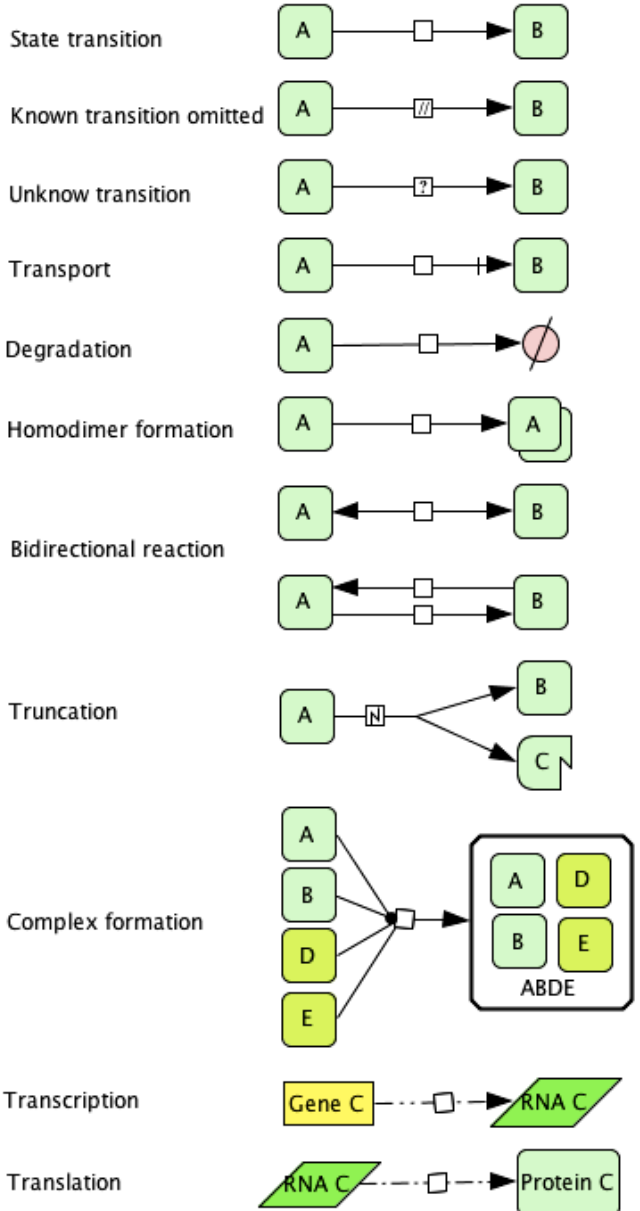 State transition A B
Known transition omitted A // B
Unknow transition A ? B
Transport A B
Degradation A
Homodimer formation A A
A B
Bidirectional reaction
A B
B
Truncation A N
C
A
B
Complex formation
D
E
A D
B E
ABDE
Transcription Gene C RNA C
Translation RNA C Protein C